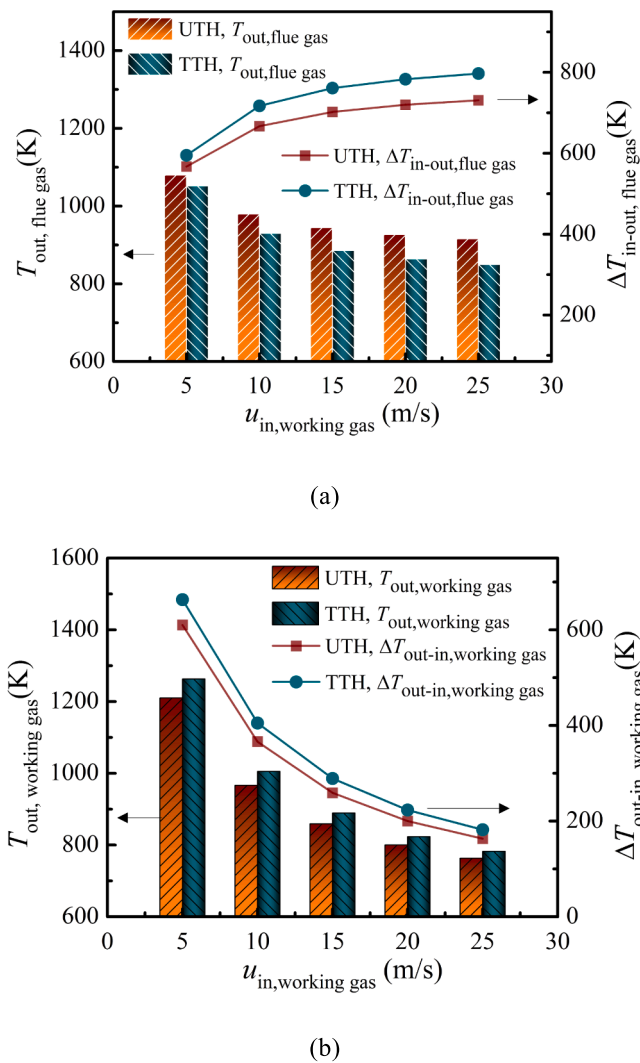 UTH, T_out,flue gas
TTH, T_out,flue gas
1400
1200
1000
800
600
T_out, flue gas(K)
UTH, ΔT_in-out,flue gas
TTH, ΔT_in-out,flue gas
800
600
400
200
ΔT_in-out, flue gas(K)
0 5 10 15 20 25 30
u_in,working gas (m/s)
(a)
UTH, T_out,working gas
TTH, T_out,working gas
UTH, ΔT_out-in,working gas
TTH, ΔT_out-in,working gas
1600
1400
1200
1000
800
600
T_out, working gas(K)
600
400
200
0
ΔT_out-in, working gas(K)
0 5 10 15 20 25 30
u_in,working gas (m/s)
(b)